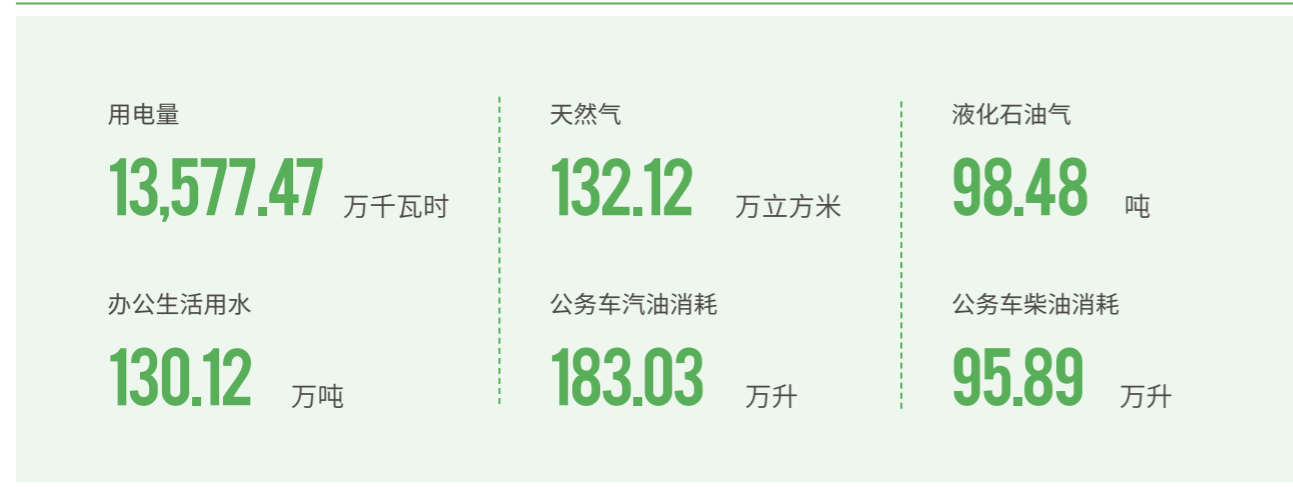 用电量
13,577.47 万千瓦时
天然气
132.12 万立方米
液化石油气
98.48 吨
办公生活用水
130.12 万吨
公务车汽油消耗
183.03 万升
公务车柴油消耗
95.89 万升